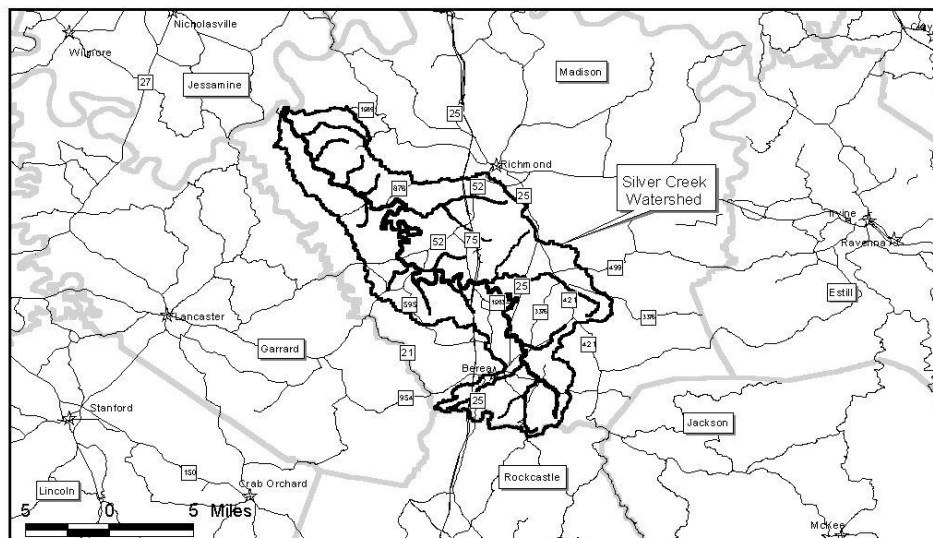 Nicholasville
Wilmore
27
Jessamine
Madison
25
Richmond
876
52
25
Silver Creek
Watershed
Irvine
Ravenna
52
75
499
25
Estill
595
421
3376
3376
Lancaster
Garrard
21
421
Berea
954
25
Stanford
Jackson
150
Crab Orchard
Rockcastle
Lincoln
5 0 5 Miles
McKee